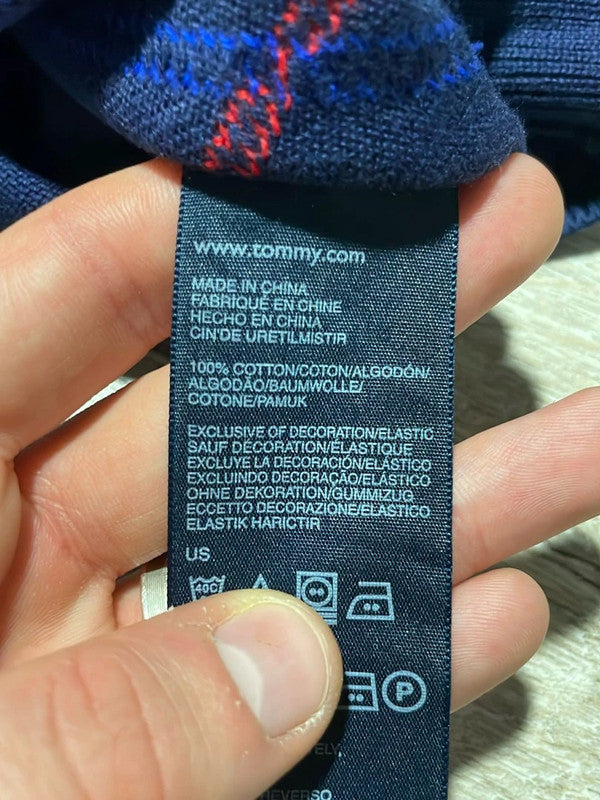 www.tommy.com
MADE IN CHINA
FABRIQUÉ EN CHINE
HECHO EN CHINA
CIN'DE URETILMISTIR
100% COTTON/COTON/ALGODÓN/
ALGODÃO/BAUMWOLLE/
COTONE/PAMUK
EXCLUSIVE OF DECORATION/ELASTIC
SAUF DÉCORATION/ÉLASTIQUE
EXCLUYE LA DECORACIÓN/ELÁSTICO
EXCLUINDO DECORAÇÃO/ELÁSTICO
OHNE DEKORATION/GUMMIZUG
ECCETTO DECORAZIONE/ELASTICO
ELASTIK HARICTIR
US
40C
P
REVERSO